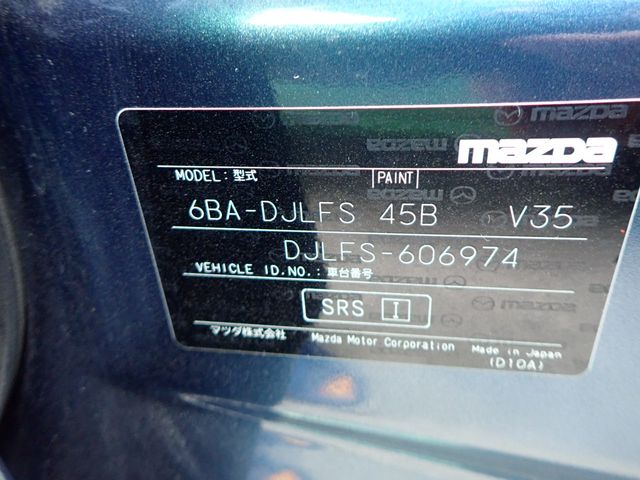 mazda
MODEL:型式 PAINT
6BA-DJLFS 45B V35
DJLFS-606974
VEHICLE ID.NO.:車台番号
SRS I
マツダ株式会社 Mazda Motor Corporation Made in Japan
(D10A)